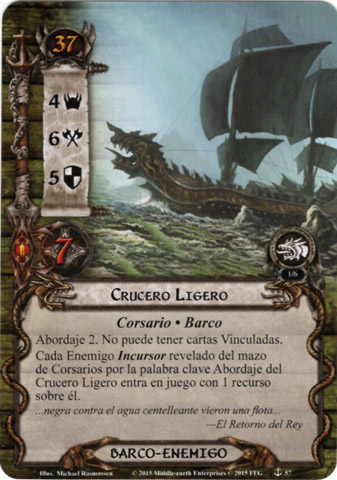 37
4
6
5
7
1/6
Crucero Ligero
Corsario • Barco
Abordaje 2. No puede tener cartas Vinculadas.
Cada Enemigo Incursor revelado del mazo
de Corsarios por la palabra clave Abordaje del
Crucero Ligero entra en juego con 1 recurso
sobre él.
...negra contra el agua centelleante vieron una flota...
—El Retorno del Rey
BARCO-ENEMIGO
Illus. Michael Rasmussen © 2015 Middle-earth Enterprises © 2015 FFG 57